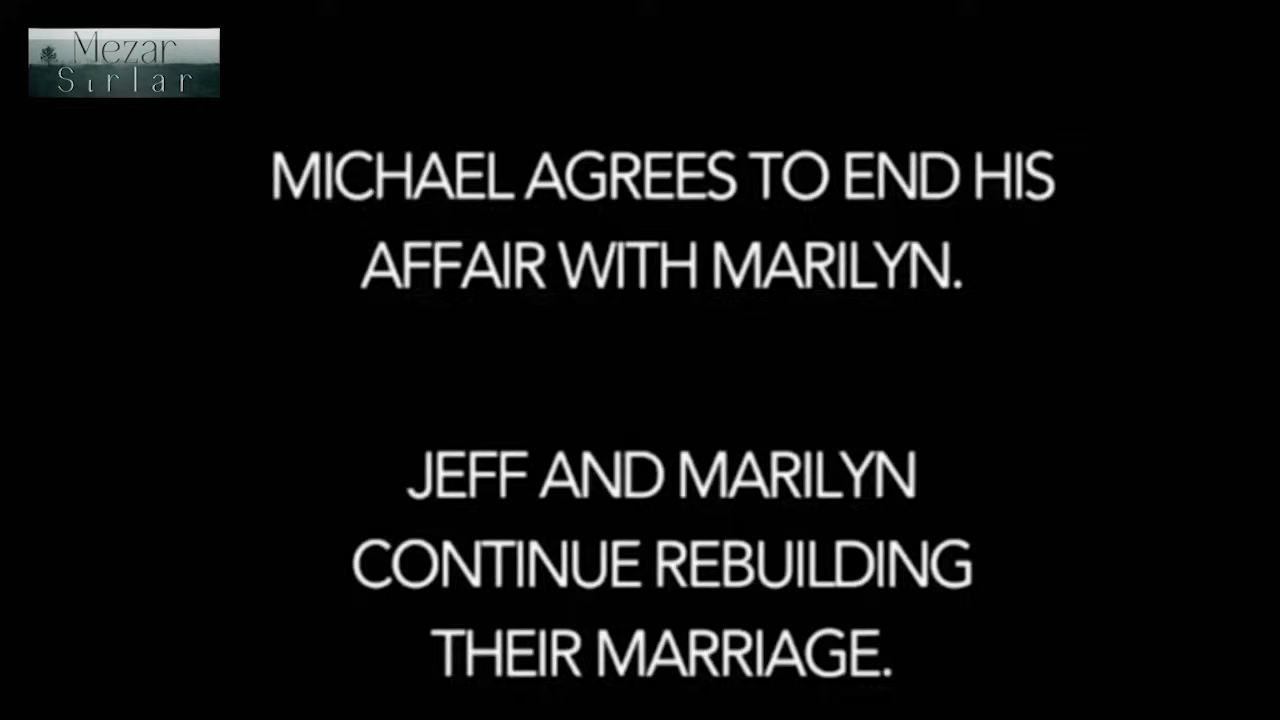 Mezar
Sırlar
MICHAEL AGREES TO END HIS
AFFAIR WITH MARILYN.
JEFF AND MARILYN
CONTINUE REBUILDING
THEIR MARRIAGE.